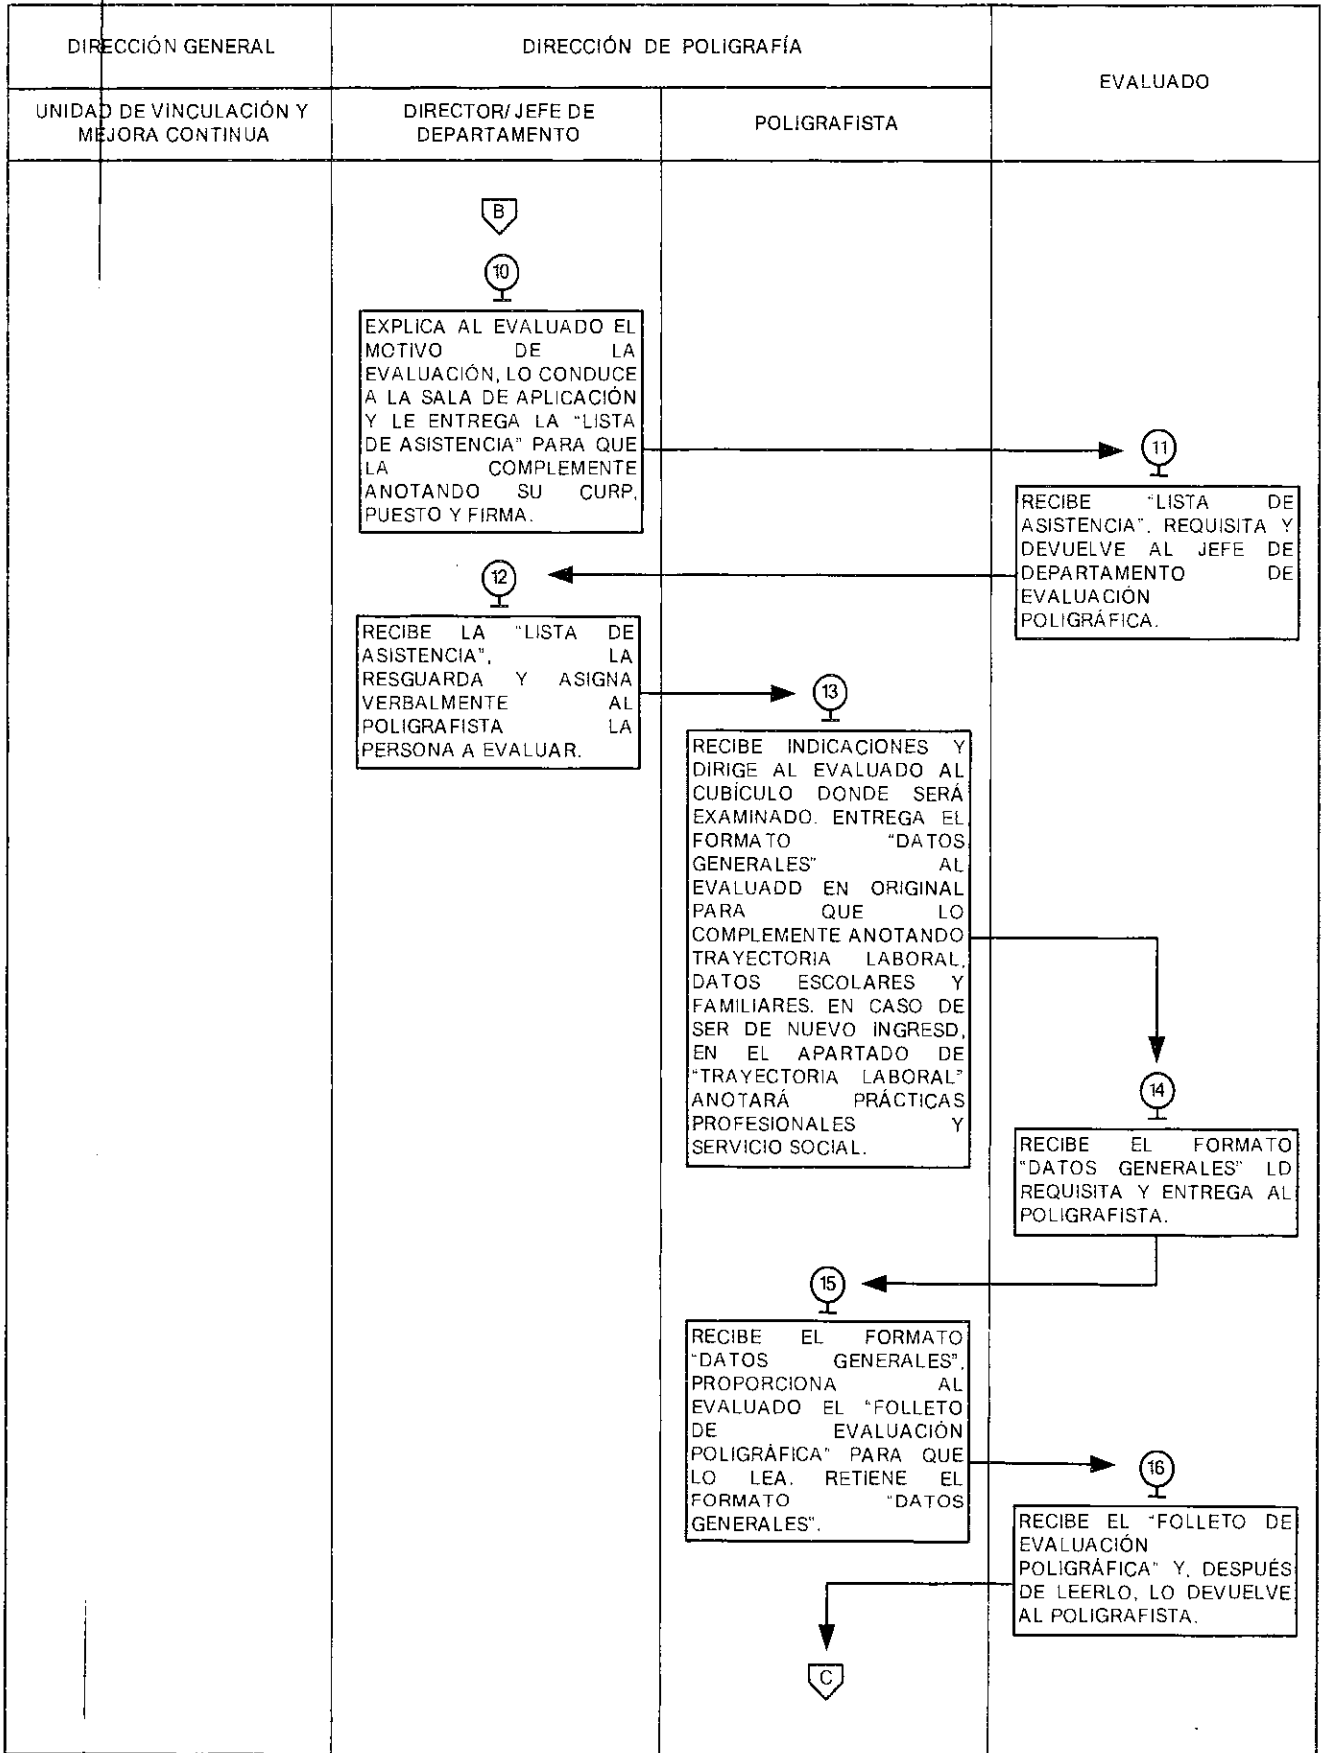 DIRECCIÓN GENERAL
DIRECCIÓN DE POLIGRAFÍA
EVALUADO
UNIDAD DE VINCULACIÓN Y
MEJORA CONTINUA
DIRECTOR/ JEFE DE
DEPARTAMENTO
POLIGRAFISTA
B
10
EXPLICA AL EVALUADO EL
MOTIVO DE LA
EVALUACIÓN, LO CONDUCE
A LA SALA DE APLICACIÓN
Y LE ENTREGA LA "LISTA
DE ASISTENCIA" PARA QUE
LA COMPLEMENTE
ANOTANDO SU CURP,
PUESTO Y FIRMA.
11
RECIBE "LISTA DE
ASISTENCIA". REQUISITA Y
DEVUELVE AL JEFE DE
DEPARTAMENTO DE
EVALUACIÓN
POLIGRÁFICA.
12
RECIBE LA "LISTA DE
ASISTENCIA", LA
RESGUARDA Y ASIGNA
VERBALMENTE AL
POLIGRAFISTA LA
PERSONA A EVALUAR.
13
RECIBE INDICACIONES Y
DIRIGE AL EVALUADO AL
CUBÍCULO DONDE SERÁ
EXAMINADO. ENTREGA EL
FORMATO "DATOS
GENERALES" AL
EVALUADD EN ORIGINAL
PARA QUE LO
COMPLEMENTE ANOTANDO
TRAYECTORIA LABORAL,
DATOS ESCOLARES Y
FAMILIARES. EN CASO DE
SER DE NUEVO INGRESD,
EN EL APARTADO DE
"TRAYECTORIA LABORAL"
ANOTARÁ PRÁCTICAS
PROFESIONALES Y
SERVICIO SOCIAL.
14
RECIBE EL FORMATO
"DATOS GENERALES" LD
REQUISITA Y ENTREGA AL
POLIGRAFISTA.
15
RECIBE EL FORMATO
"DATOS GENERALES",
PROPORCIONA AL
EVALUADO EL "FOLLETO
DE EVALUACIÓN
POLIGRÁFICA" PARA QUE
LO LEA. RETIENE EL
FORMATO "DATOS
GENERALES".
16
RECIBE EL "FOLLETO DE
EVALUACIÓN
POLIGRÁFICA" Y, DESPUÉS
DE LEERLO, LO DEVUELVE
AL POLIGRAFISTA.
C